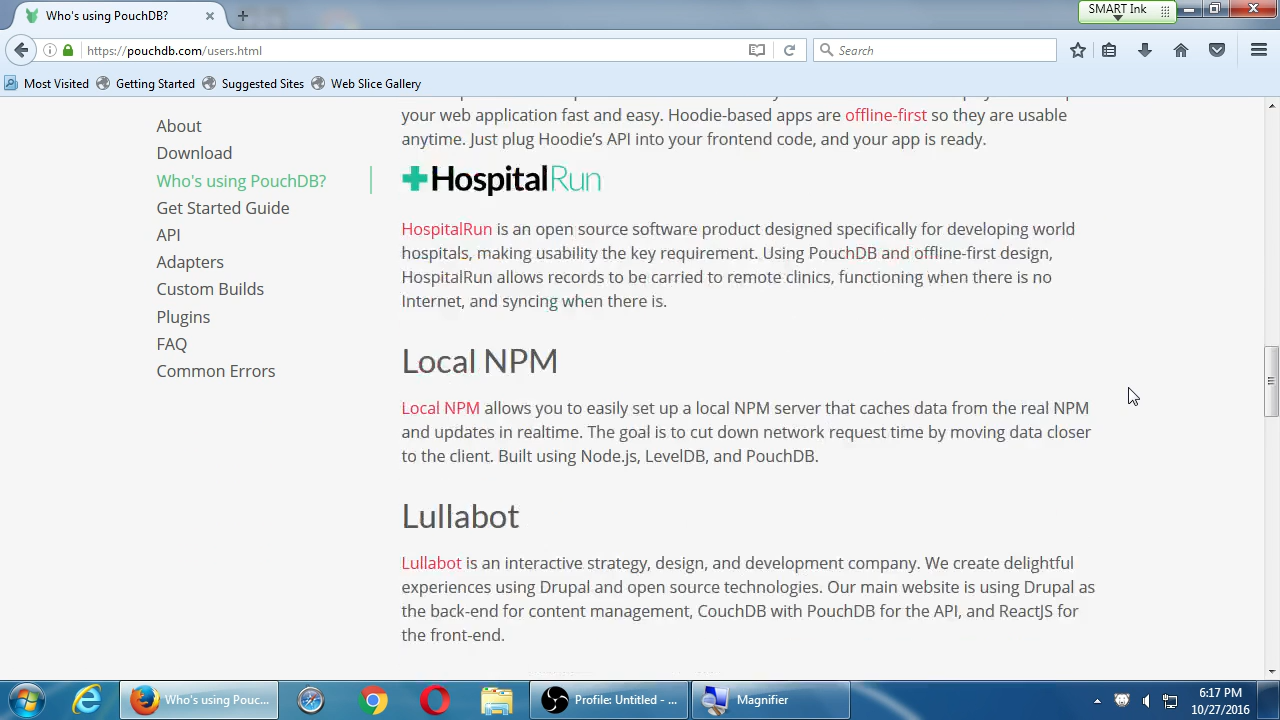 Who's using PouchDB?
SMART Ink
https://pouchdb.com/users.html
Search
Most Visited
Getting Started
Suggested Sites
Web Slice Gallery
About
Download
Who's using PouchDB?
Get Started Guide
API
Adapters
Custom Builds
Plugins
FAQ
Common Errors
your web application fast and easy. Hoodie-based apps are offline-first so they are usable
anytime. Just plug Hoodie’s API into your frontend code, and your app is ready.
HospitalRun
HospitalRun is an open source software product designed specifically for developing world
hospitals, making usability the key requirement. Using PouchDB and offline-first design,
HospitalRun allows records to be carried to remote clinics, functioning when there is no
Internet, and syncing when there is.
Local NPM
Local NPM allows you to easily set up a local NPM server that caches data from the real NPM
and updates in realtime. The goal is to cut down network request time by moving data closer
to the client. Built using Node.js, LevelDB, and PouchDB.
Lullabot
Lullabot is an interactive strategy, design, and development company. We create delightful
experiences using Drupal and open source technologies. Our main website is using Drupal as
the back-end for content management, CouchDB with PouchDB for the API, and ReactJS for
the front-end.
Who's using Pouc...
Profile: Untitled - ...
Magnifier
6:17 PM
10/27/2016